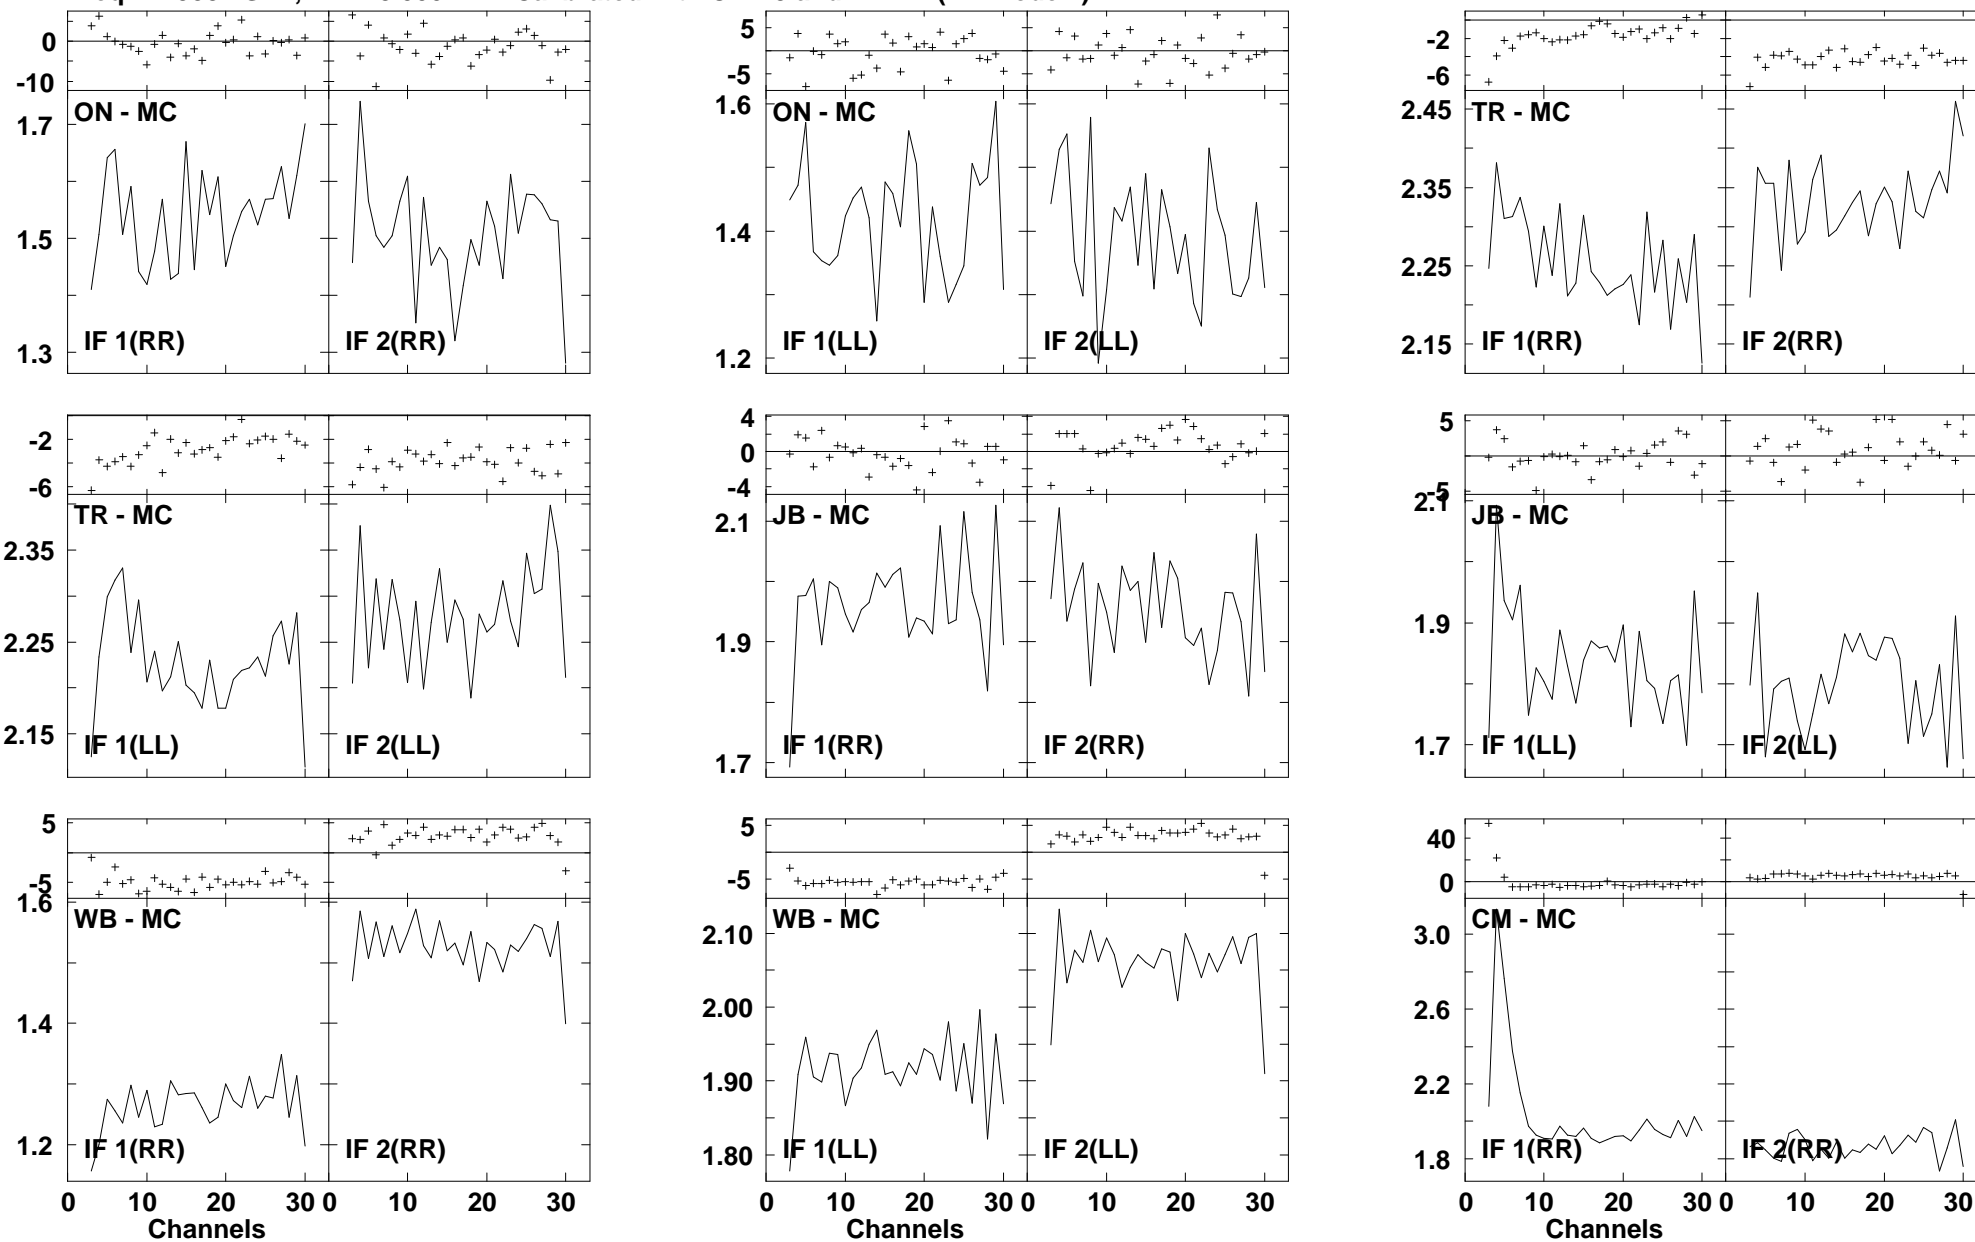 0
-10
ON - MC
1.7
1.5
1.3
IF 1(RR)
IF 2(RR)
5
-5
ON - MC
1.6
1.4
1.2
IF 1(LL)
IF 2(LL)
-2
-6
TR - MC
2.45
2.35
2.25
2.15
IF 1(RR)
IF 2(RR)
-2
-6
TR - MC
2.35
2.25
2.15
IF 1(LL)
IF 2(LL)
4
0
-4
JB - MC
2.1
1.9
1.7
IF 1(RR)
IF 2(RR)
5
-5
2.1
JB - MC
1.9
1.7
IF 1(LL)
IF 2(LL)
5
-5
1.6
WB - MC
1.4
1.2
IF 1(RR)
IF 2(RR)
0 10 20 30 0 10 20 30
Channels
5
-5
WB - MC
2.10
2.00
1.90
1.80
IF 1(LL)
IF 2(LL)
0 10 20 30 0 10 20 30
Channels
40
0
CM - MC
3.0
2.6
2.2
1.8
IF 1(RR)
IF 2(RR)
0 10 20 30 0 10 20 30
Channels